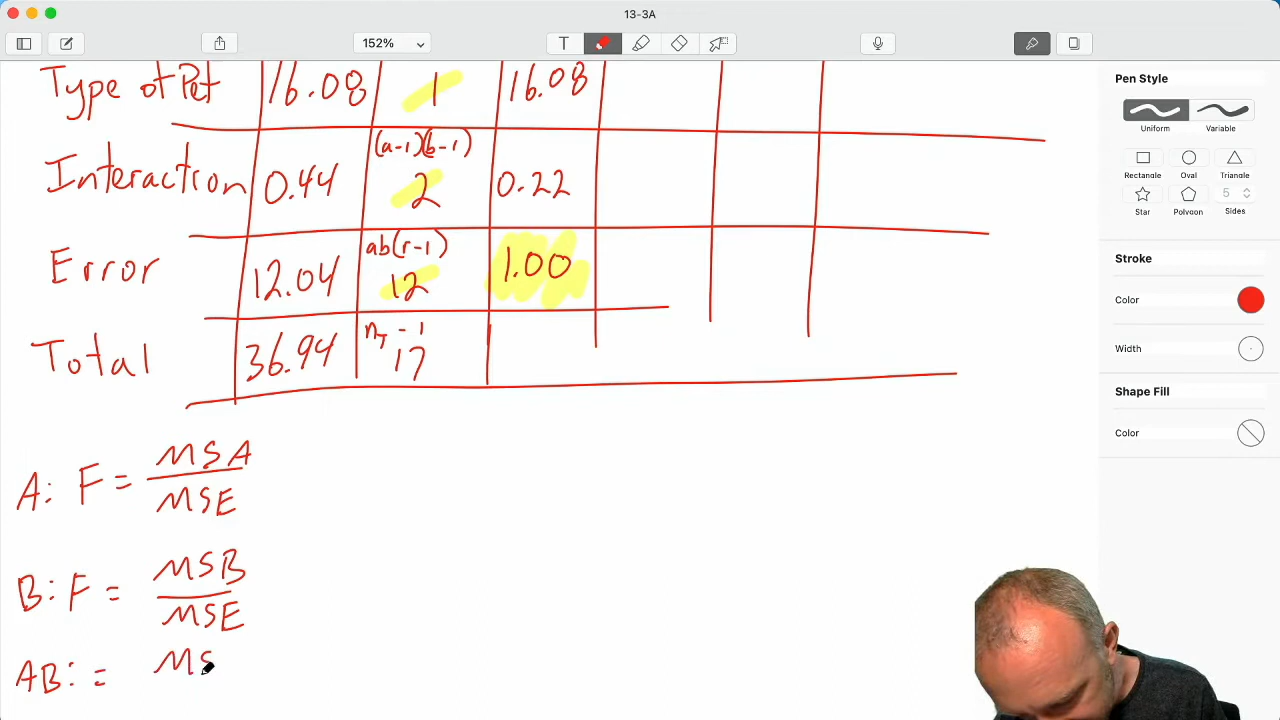 13-3A
152%
T
Pen Style
Uniform Variable
Rectangle Oval Triangle
Star Polygon Sides
5
Stroke
Color
Width
Shape Fill
Color
Type of Pet 16.08 1 16.08
(a-1)(b-1)
Interaction 0.44 2 0.22
ab(r-1)
Error 12.04 12 1.00
nT - 1
Total 36.94 17
A: F = MSA
MSE
B: F = MSB
MSE
AB: = MS